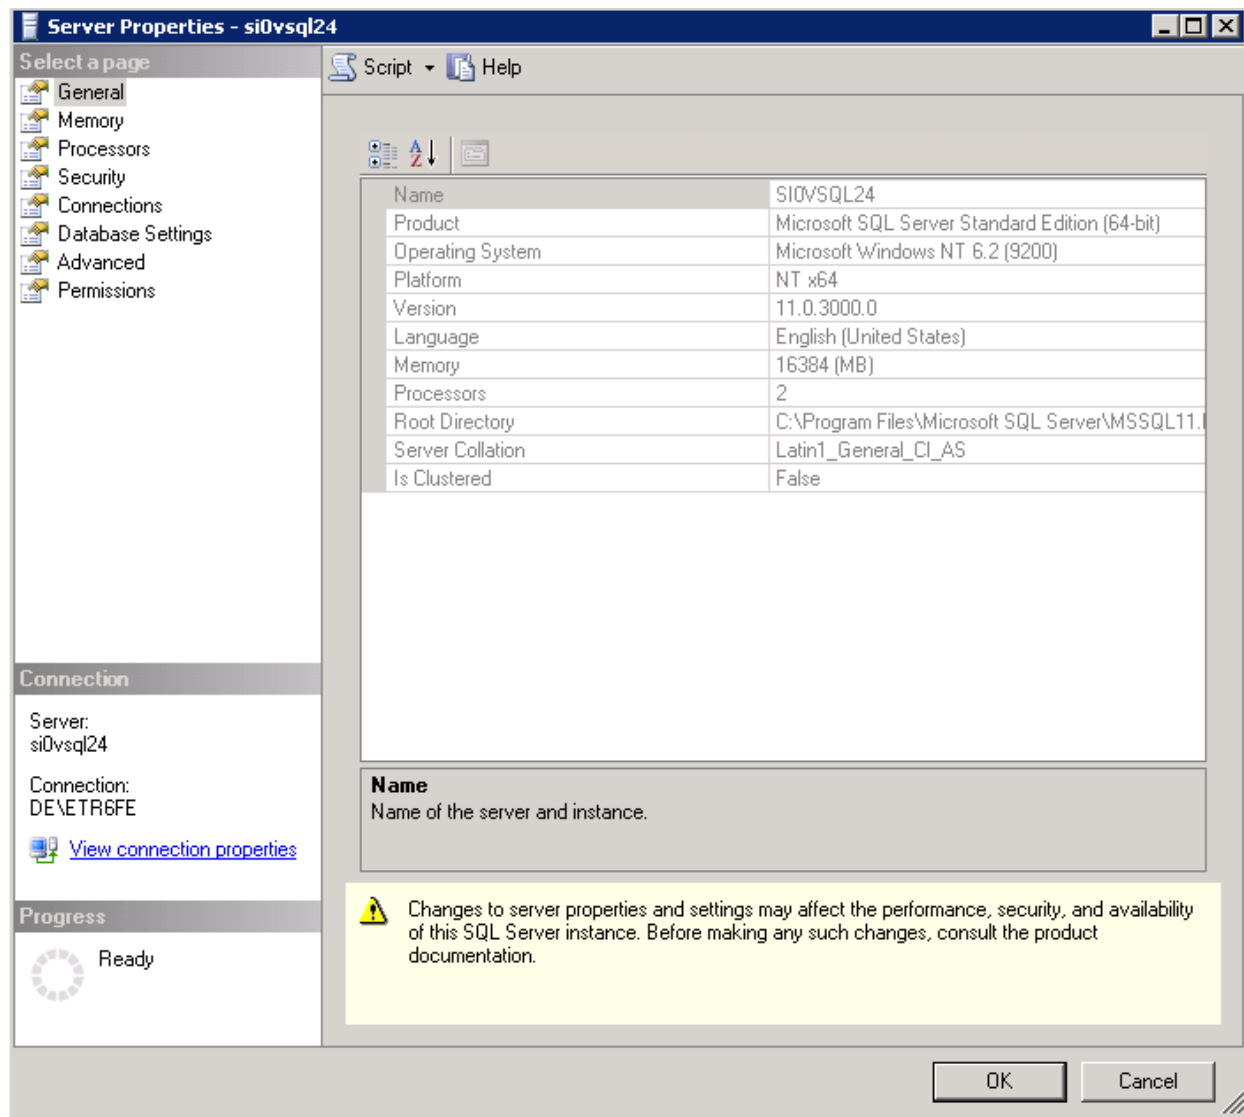 Server Properties - si0vsql24
Select a page
General
Memory
Processors
Security
Connections
Database Settings
Advanced
Permissions
Script Help
Name SI0VSQL24
Product Microsoft SQL Server Standard Edition (64-bit)
Operating System Microsoft Windows NT 6.2 (9200)
Platform NT x64
Version 11.0.3000.0
Language English (United States)
Memory 16384 (MB)
Processors 2
Root Directory C:\Program Files\Microsoft SQL Server\MSSQL11.
Server Collation Latin1_General_CI_AS
Is Clustered False
Connection
Server:
si0vsql24
Connection:
DE\ETR6FE
View connection properties
Progress
Ready
Name
Name of the server and instance.
Changes to server properties and settings may affect the performance, security, and availability
of this SQL Server instance. Before making any such changes, consult the product
documentation.
OK Cancel